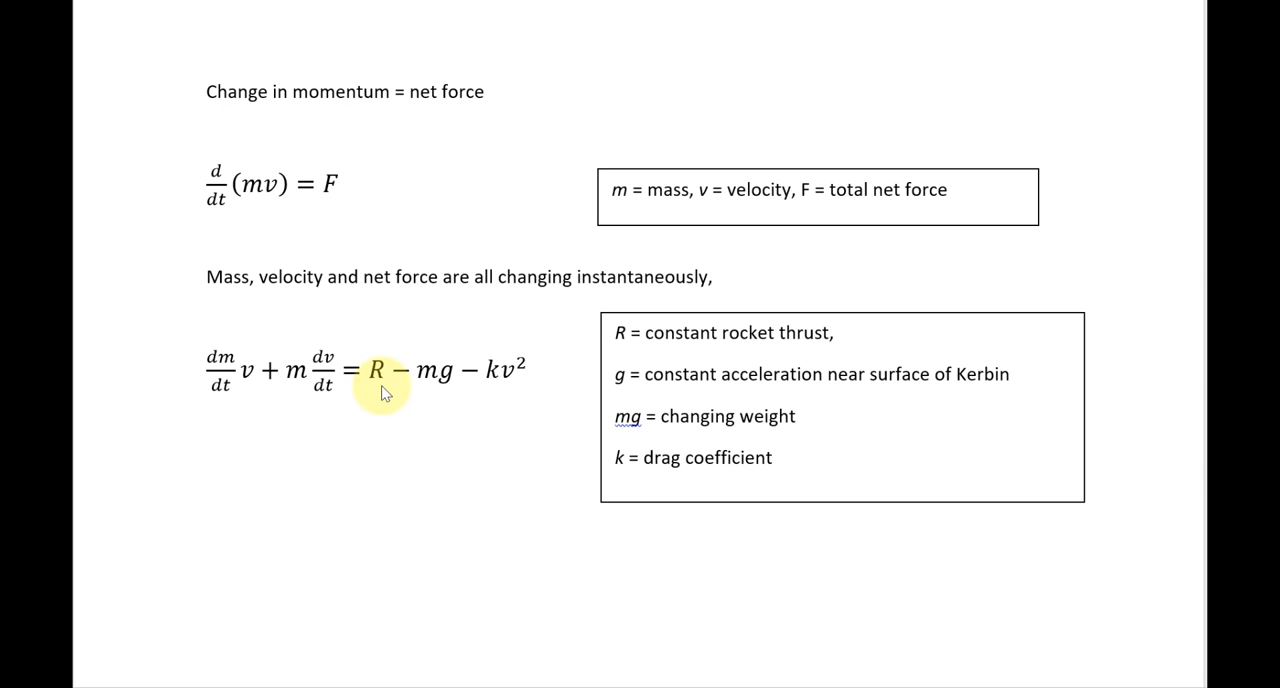 Change in momentum = net force
d/dt (mv) = F
m = mass, v = velocity, F = total net force
Mass, velocity and net force are all changing instantaneously,
dm/dt v + m dv/dt = R − mg − kv²
R = constant rocket thrust,
g = constant acceleration near surface of Kerbin
mg = changing weight
k = drag coefficient